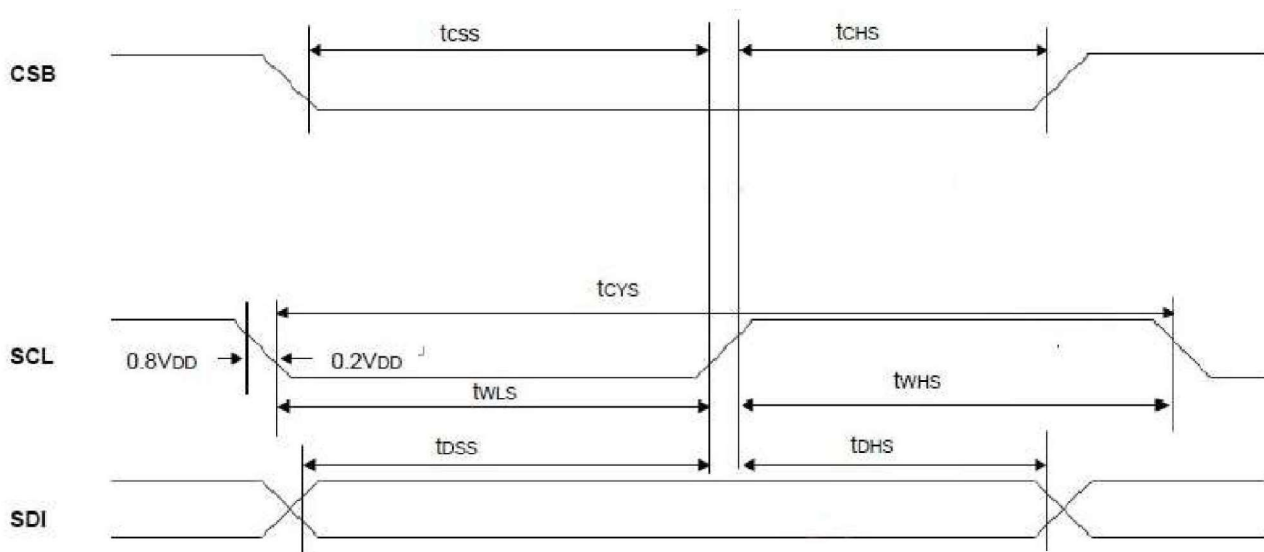 tCSS
tCHS
CSB
tCYS
SCL
0.8VDD
0.2VDD
tWLS
tWHS
tDSS
tDHS
SDI